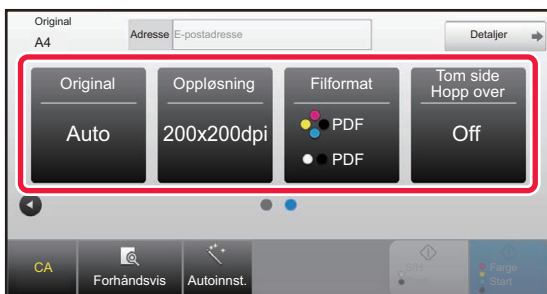 Original
A4
Adresse E-postadresse
Detaljer
Original
Auto
Oppløsning
200x200dpi
Filformat
PDF
PDF
Tom side
Hopp over
Off
CA
Forhåndsvis
Autoinnst.
S/H
Start
Farge
Start